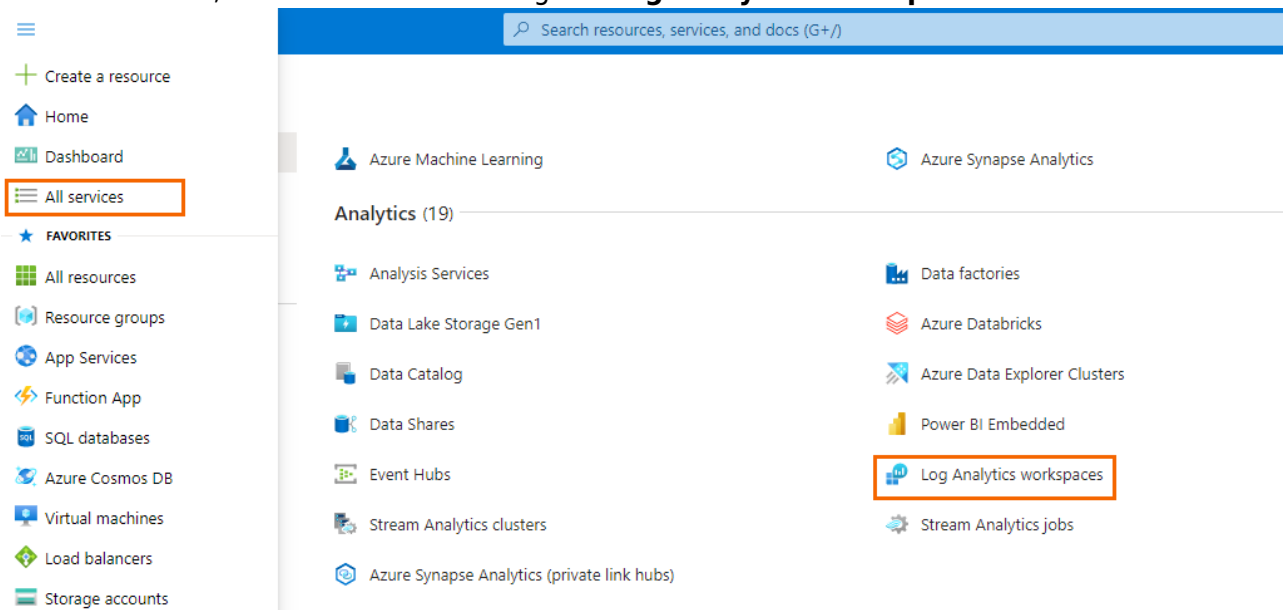 Search resources, services, and docs (G+/)
Create a resource
Home
Dashboard
All services
FAVORITES
All resources
Resource groups
App Services
Function App
SQL databases
Azure Cosmos DB
Virtual machines
Load balancers
Storage accounts
Azure Machine Learning
Azure Synapse Analytics
Analytics (19)
Analysis Services
Data factories
Data Lake Storage Gen1
Azure Databricks
Data Catalog
Azure Data Explorer Clusters
Data Shares
Power BI Embedded
Event Hubs
Log Analytics workspaces
Stream Analytics clusters
Stream Analytics jobs
Azure Synapse Analytics (private link hubs)